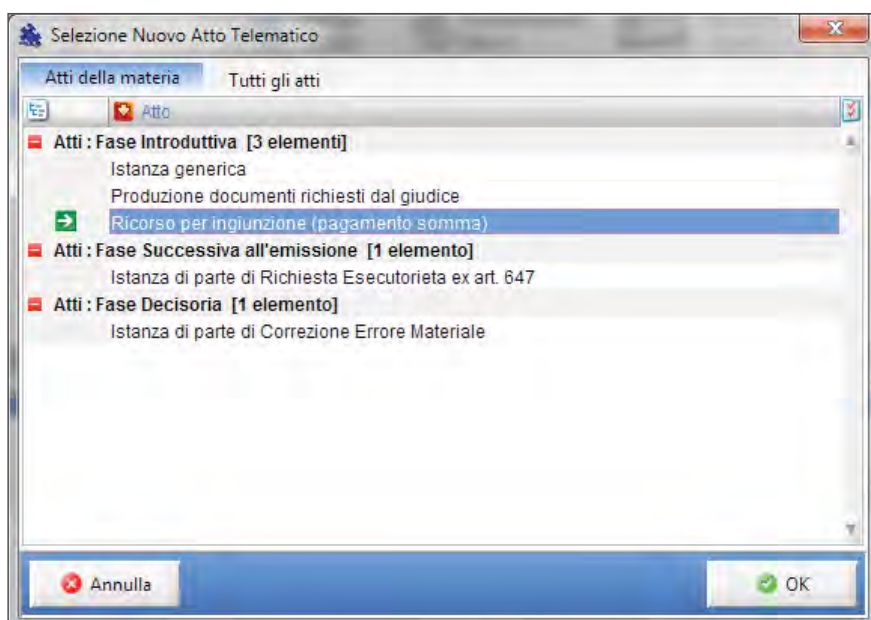 Selezione Nuovo Atto Telematico
Atti della materia Tutti gli atti
Atto
Atti : Fase Introduttiva [3 elementi]
Istanza generica
Produzione documenti richiesti dal giudice
Ricorso per ingiunzione (pagamento somma)
Atti : Fase Successiva all'emissione [1 elemento]
Istanza di parte di Richiesta Esecutorieta ex art. 647
Atti : Fase Decisoria [1 elemento]
Istanza di parte di Correzione Errore Materiale
Annulla OK